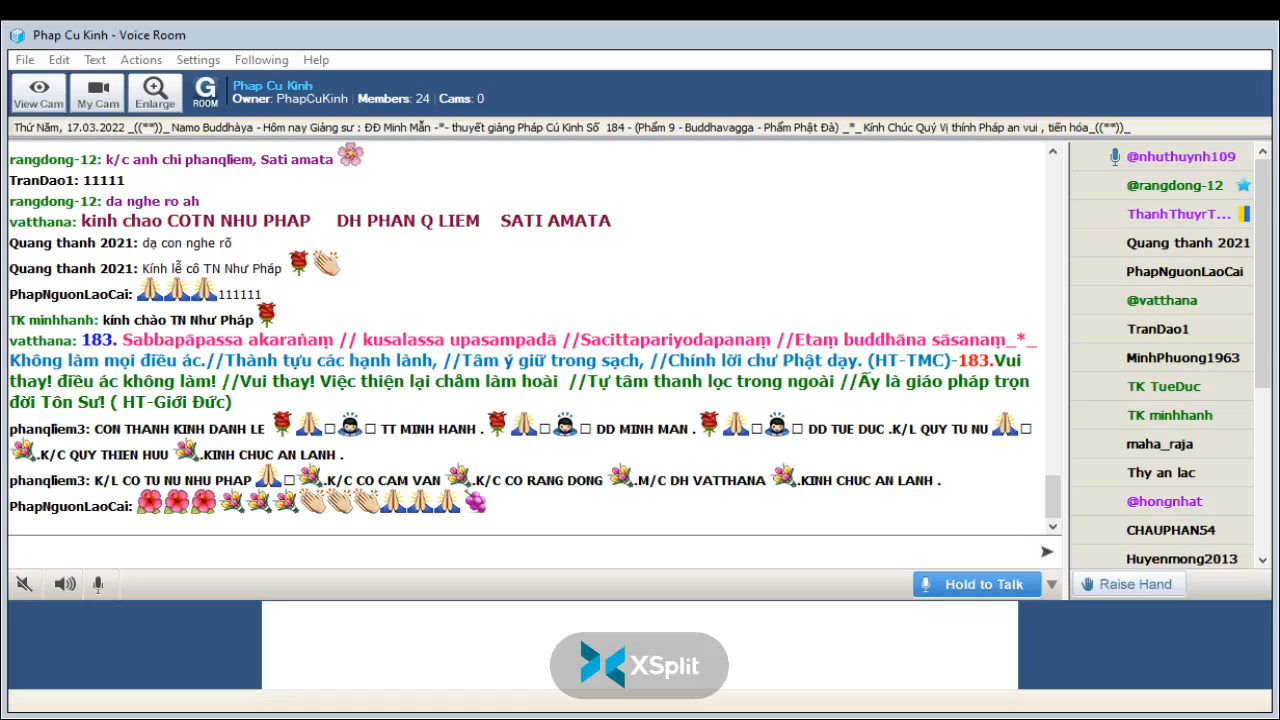 Phap Cu Kinh - Voice Room
File Edit Text Actions Settings Following Help
View Cam My Cam Enlarge G ROOM
Phap Cu Kinh
Owner: PhapCuKinh | Members: 24 | Cams: 0
Thứ Năm, 17.03.2022 _((**))_ Namo Buddhàya - Hôm nay Giảng sư : ĐĐ Minh Mẫn -*- thuyết giảng Pháp Cú Kinh Số 184 - (Phẩm 9 - Buddhavagga - Phẩm Phật Đà) _*_ Kính Chúc Quý Vị thính Pháp an vui , tiến hóa_((**))_
rangdong-12: k/c anh chi phanqliem, Sati amata
TranDao1: 11111
rangdong-12: da nghe ro ah
vatthana: kinh chao COTN NHU PHAP DH PHAN Q LIEM SATI AMATA
Quang thanh 2021: dạ con nghe rõ
Quang thanh 2021: Kính lễ cô TN Như Pháp
PhapNguonLaoCai: 111111
TK minhhanh: kính chào TN Như Pháp
vatthana: 183. Sabbapāpassa akaraṅaṃ // kusalassa upasampadā //Sacittapariyodapanaṃ //Etaṃ buddhāna sāsanaṃ_*_
Không làm mọi điều ác.//Thành tựu các hạnh lành, //Tâm ý giữ trong sạch, //Chính lời chư Phật dạy. (HT-TMC)-183.Vui
thay! điều ác không làm! //Vui thay! Việc thiện lại chăm làm hoài //Tự tâm thanh lọc trong ngoài //Ấy là giáo pháp trọn
đời Tôn Sư! ( HT-Giới Đức)
phanqliem3: CON THANH KINH DANH LE TT MINH HANH . DD MINH MAN . DD TUE DUC .K/L QUY TU NU
.K/C QUY THIEN HUU .KINH CHUC AN LANH .
phanqliem3: K/L CO TU NU NHU PHAP .K/C CO CAM VAN .K/C CO RANG DONG .M/C DH VATTHANA .KINH CHUC AN LANH .
PhapNguonLaoCai:
@nhuthuynh109
@rangdong-12
ThanhThuyrT...
Quang thanh 2021
PhapNguonLaoCai
@vatthana
TranDao1
MinhPhuong1963
TK TueDuc
TK minhhanh
maha_raja
Thy an lac
@hongnhat
CHAUPHAN54
Huyenmong2013
Hold to Talk
Raise Hand
XSplit